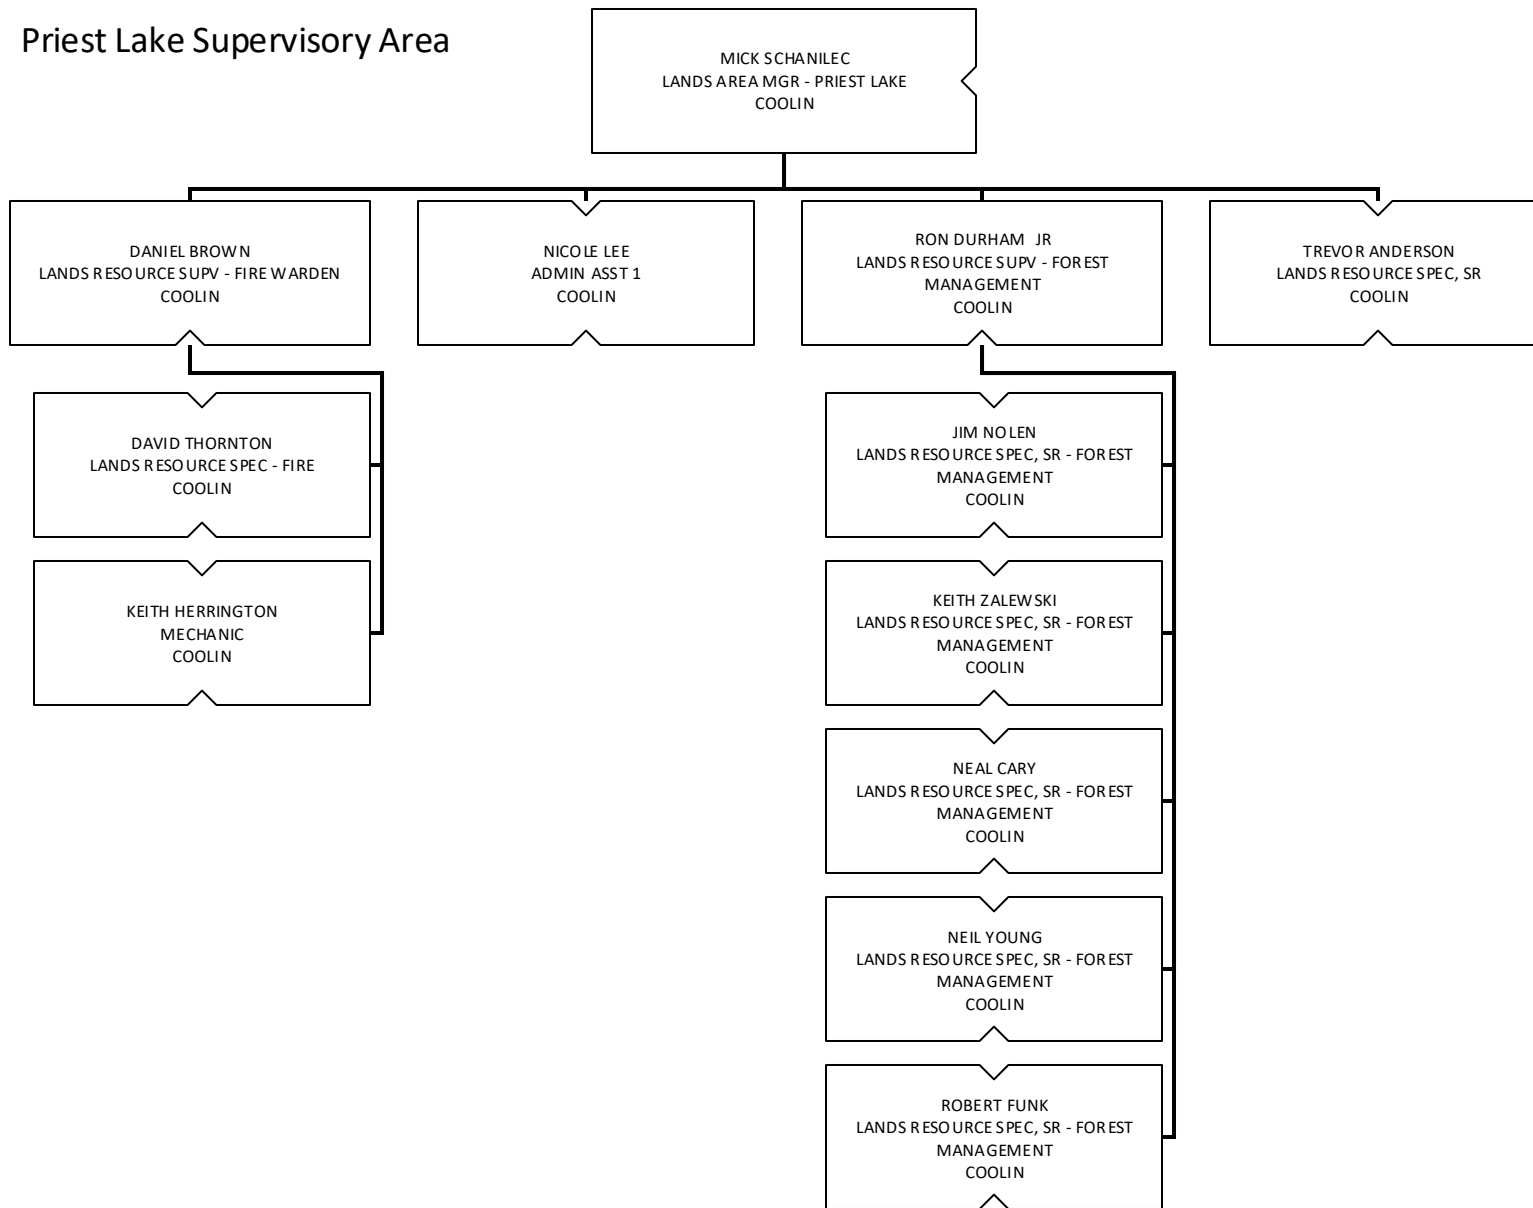 Priest Lake Supervisory Area
MICK SCHANILEC
LANDS AREA MGR - PRIEST LAKE
COOLIN
DANIEL BROWN
LANDS RESOURCE SUPV - FIRE WARDEN
COOLIN
NICOLE LEE
ADMIN ASST 1
COOLIN
RON DURHAM JR
LANDS RESOURCE SUPV - FOREST
MANAGEMENT
COOLIN
TREVOR ANDERSON
LANDS RESOURCE SPEC, SR
COOLIN
DAVID THORNTON
LANDS RESOURCE SPEC - FIRE
COOLIN
KEITH HERRINGTON
MECHANIC
COOLIN
JIM NOLEN
LANDS RESOURCE SPEC, SR - FOREST
MANAGEMENT
COOLIN
KEITH ZALEWSKI
LANDS RESOURCE SPEC, SR - FOREST
MANAGEMENT
COOLIN
NEAL CARY
LANDS RESOURCE SPEC, SR - FOREST
MANAGEMENT
COOLIN
NEIL YOUNG
LANDS RESOURCE SPEC, SR - FOREST
MANAGEMENT
COOLIN
ROBERT FUNK
LANDS RESOURCE SPEC, SR - FOREST
MANAGEMENT
COOLIN